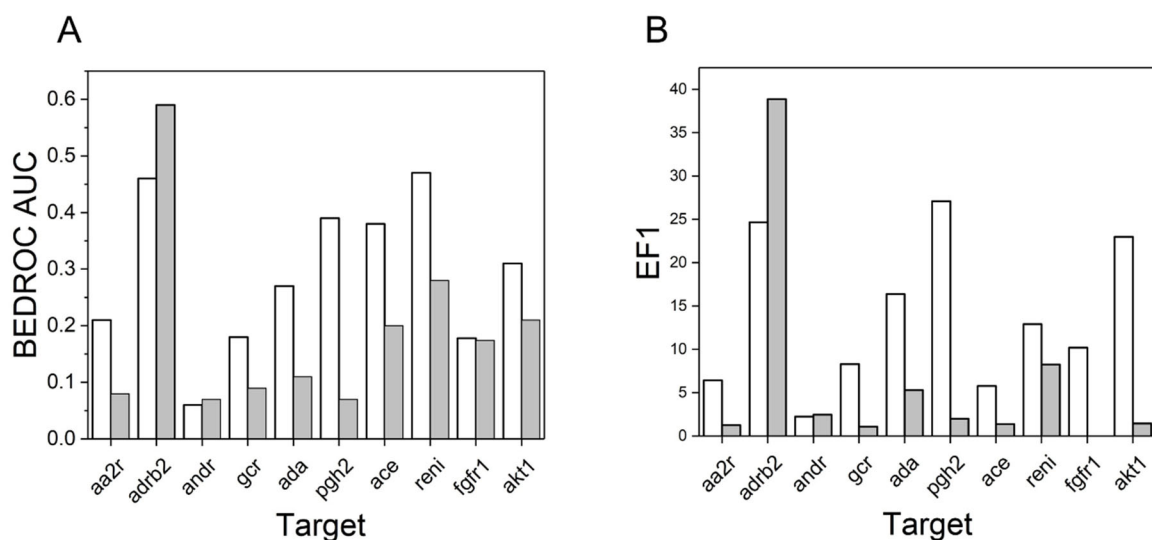 A
BEDROC AUC
0.6
0.5
0.4
0.3
0.2
0.1
0.0
aa2r
adrb2
andr
gcr
ada
pgh2
ace
reni
fgfr1
akt1
Target
B
EF1
40
35
30
25
20
15
10
5
0
aa2r
adrb2
andr
gcr
ada
pgh2
ace
reni
fgfr1
akt1
Target